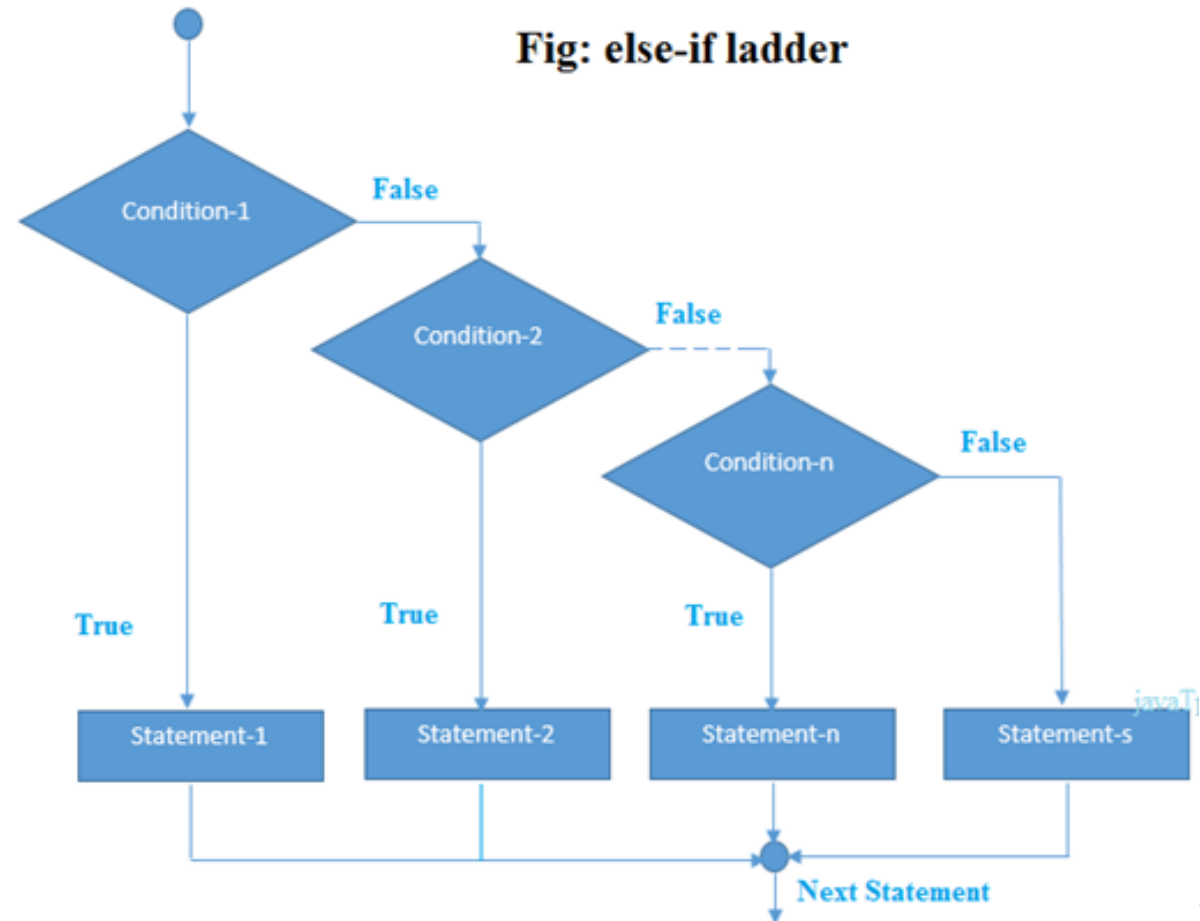 Fig: else-if ladder
Condition-1
False
Condition-2
False
Condition-n
False
True
True
True
Statement-1
Statement-2
Statement-n
Statement-s
Next Statement